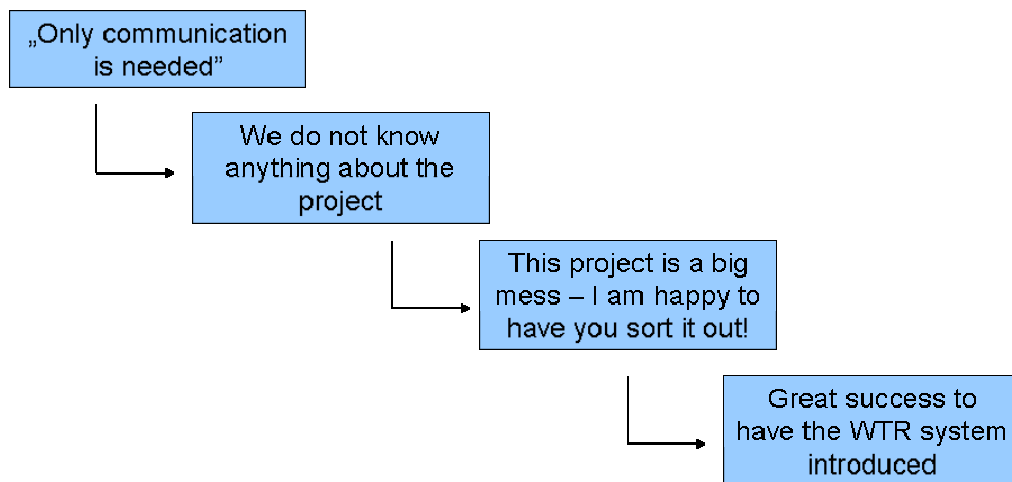 „Only communication
is needed”
We do not know
anything about the
project
This project is a big
mess – I am happy to
have you sort it out!
Great success to
have the WTR system
introduced